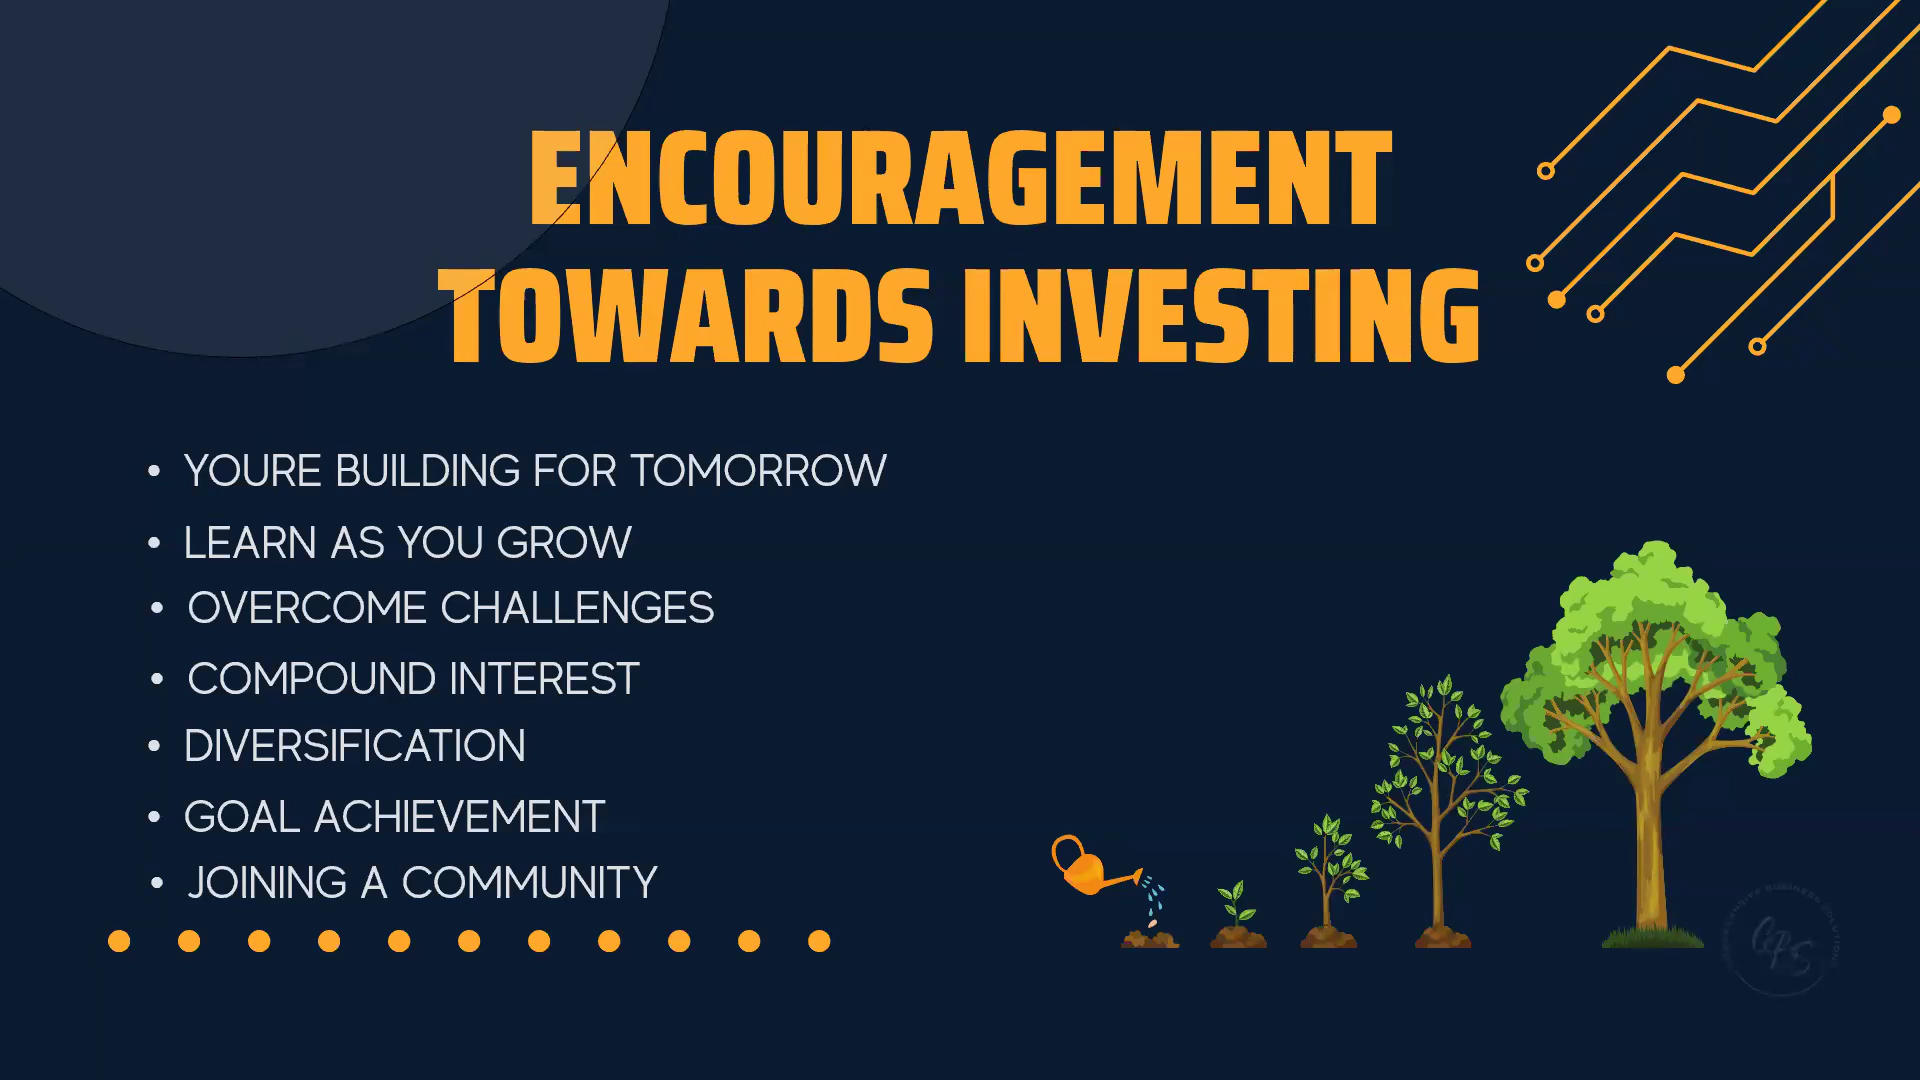 ENCOURAGEMENT
TOWARDS INVESTING
• YOURE BUILDING FOR TOMORROW
• LEARN AS YOU GROW
• OVERCOME CHALLENGES
• COMPOUND INTEREST
• DIVERSIFICATION
• GOAL ACHIEVEMENT
• JOINING A COMMUNITY